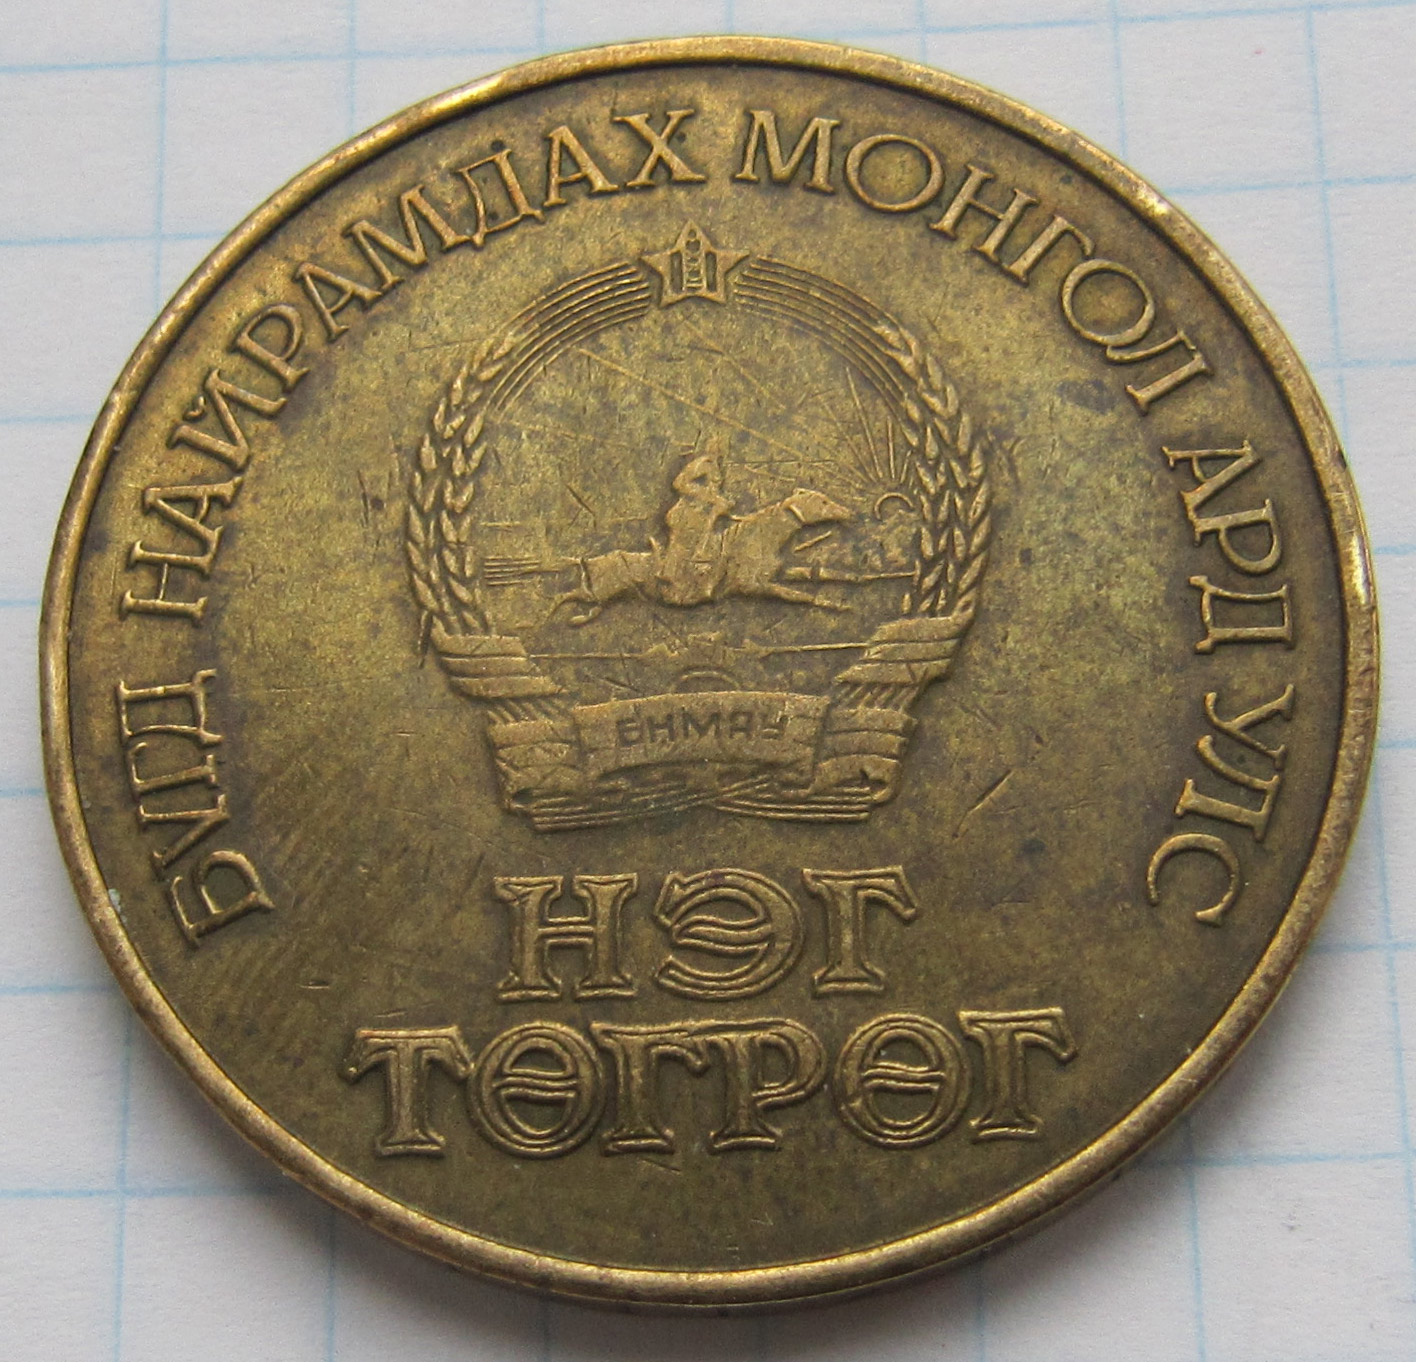 БҮГД НАЙРАМДАХ МОНГОЛ АРД УЛС
БНМАУ
НЭГ
ТӨГРӨГ